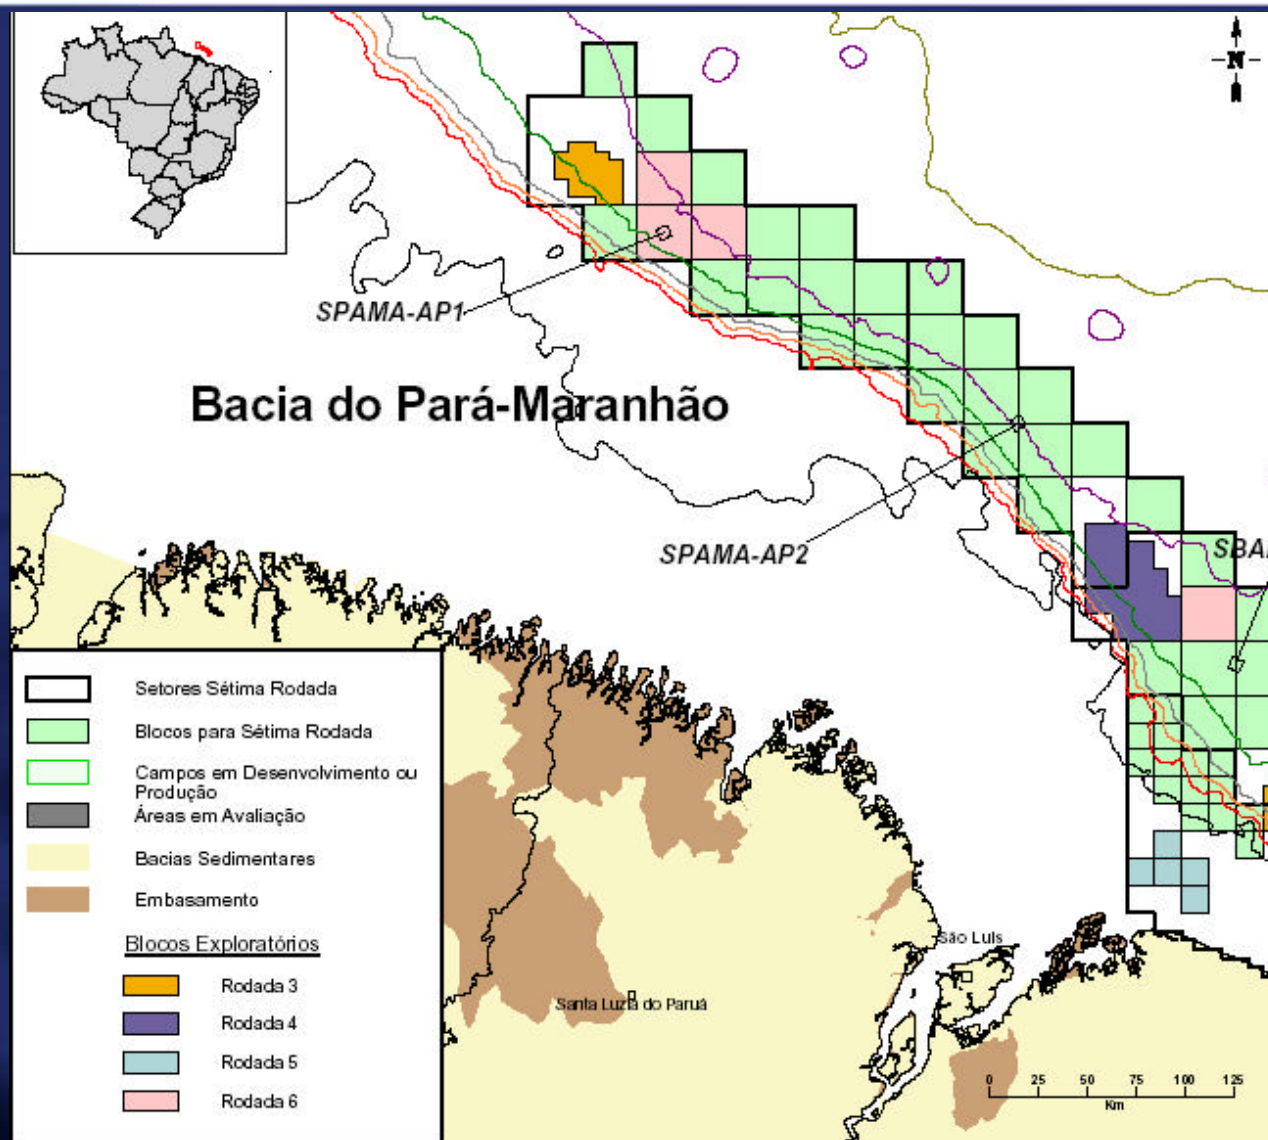 N
SPAMA-AP1
Bacia do Pará-Maranhão
SPAMA-AP2
Setores Sétima Rodada
Blocos para Sétima Rodada
Campos em Desenvolvimento ou
Produção
Áreas em Avaliação
Bacias Sedimentares
Embasamento
Blocos Exploratórios
Rodada 3
Rodada 4
Rodada 5
Rodada 6
São Luís
Santa Luzia do Paruá
0 25 50 75 100 125
Km